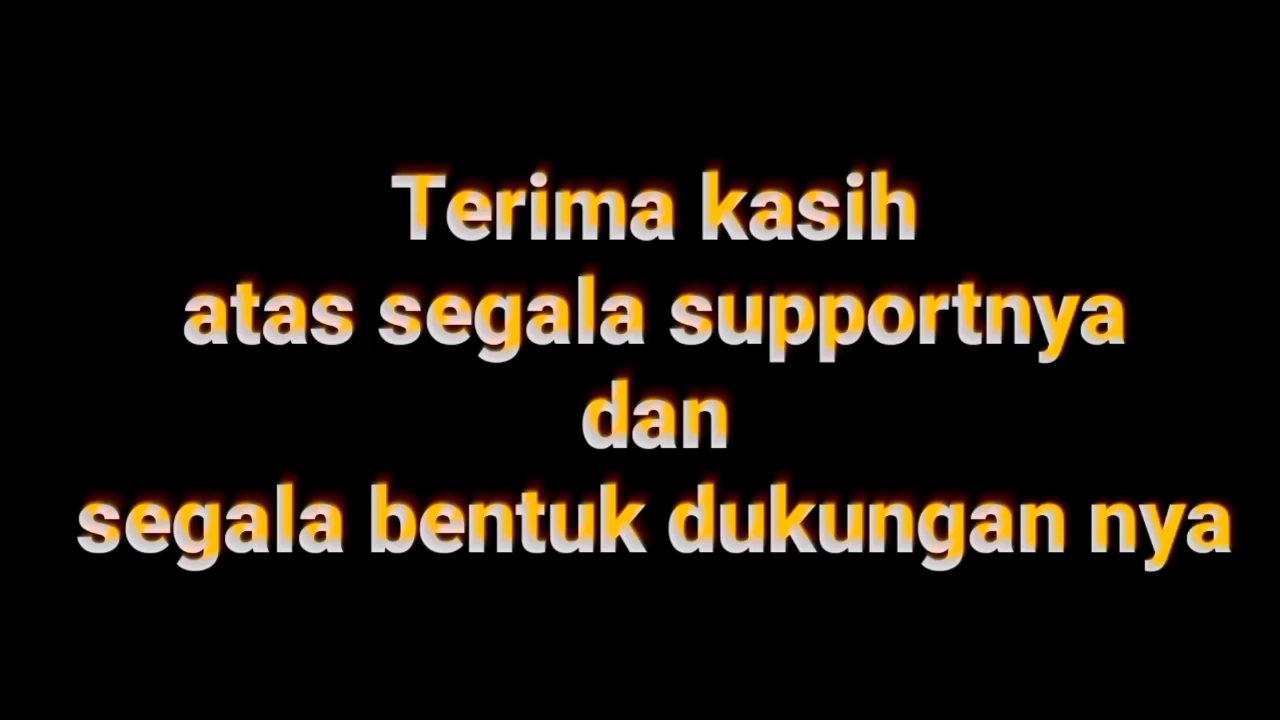 Terima kasih
atas segala supportnya
dan
segala bentuk dukungan nya